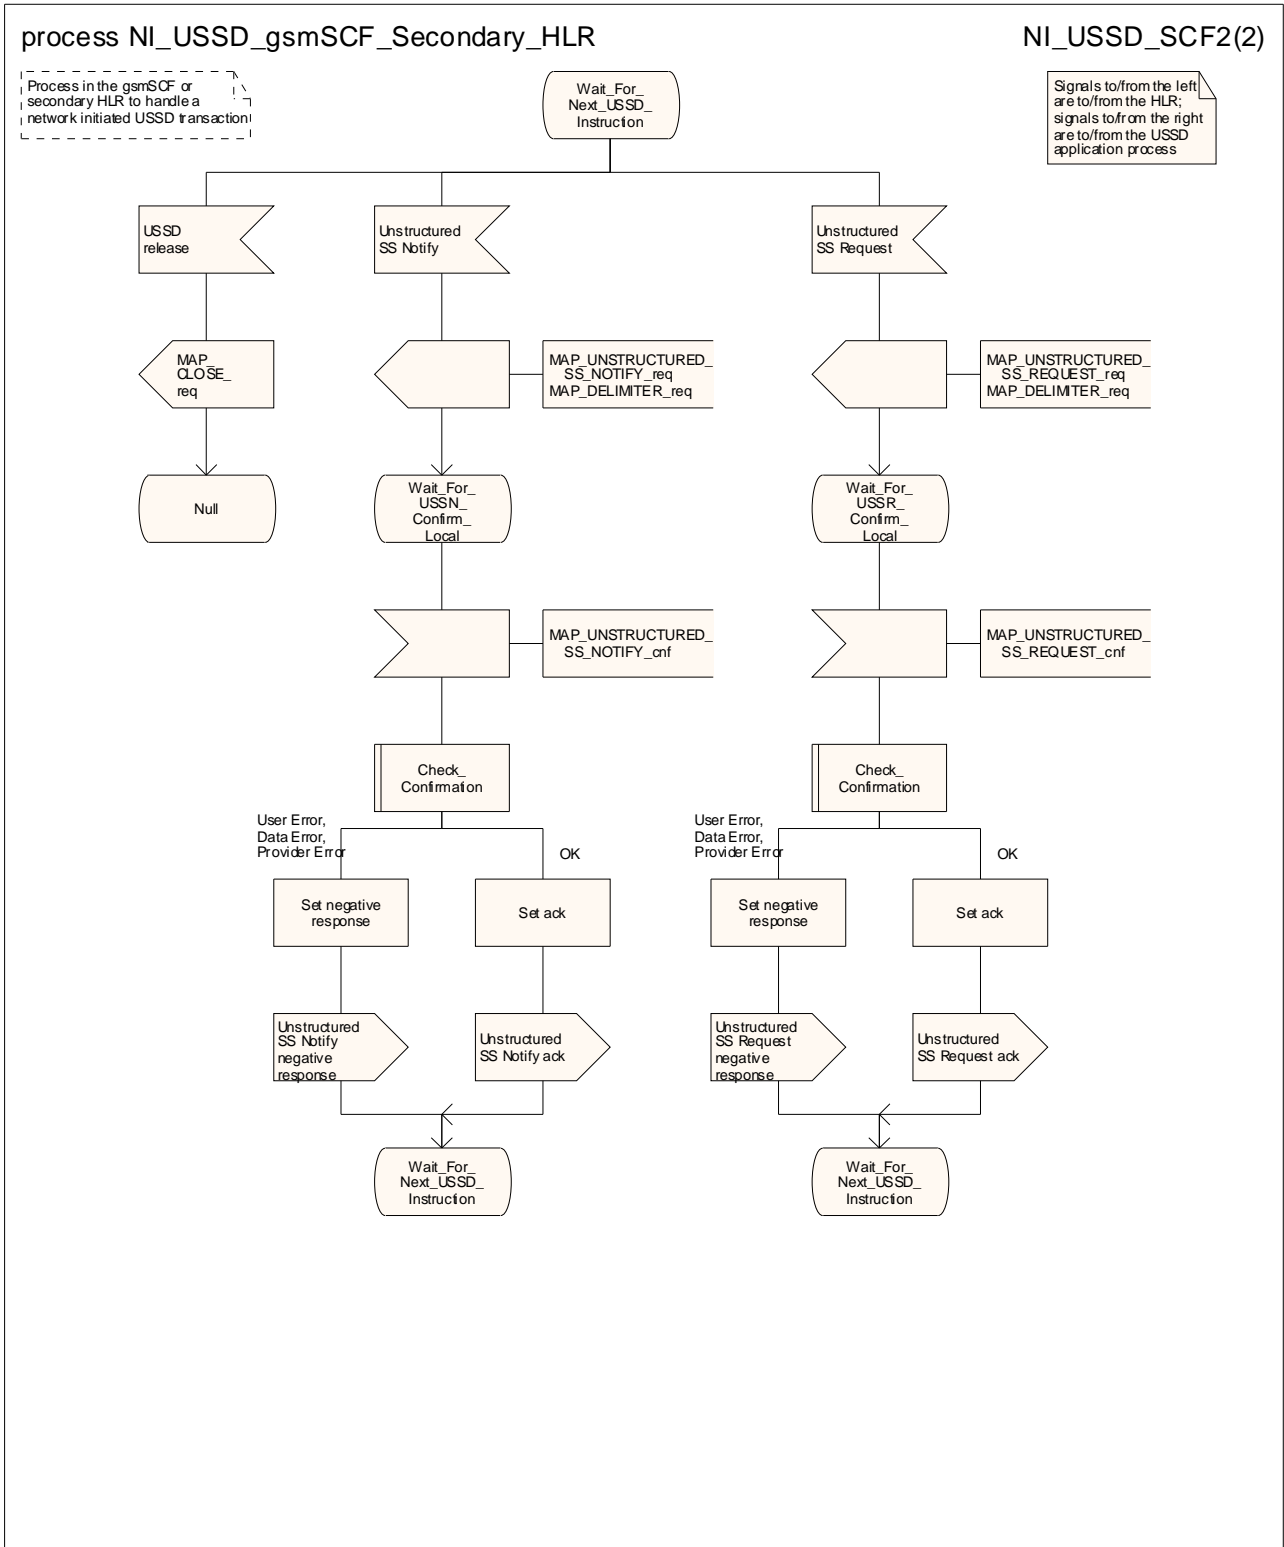 process NI_USSD_gsmSCF_Secondary_HLR
NI_USSD_SCF2(2)
Process in the gsmSCF or
secondary HLR to handle a
network initiated USSD transaction
Wait_For_
Next_USSD_
Instruction
Signals to/from the left
are to/from the HLR;
signals to/from the right
are to/from the USSD
application process
USSD
release
Unstructured
SS Notify
Unstructured
SS Request
MAP_
CLOSE_
req
MAP_UNSTRUCTURED_
SS_NOTIFY_req
MAP_DELIMITER_req
MAP_UNSTRUCTURED_
SS_REQUEST_req
MAP_DELIMITER_req
Null
Wait_For_
USSN_
Confirm_
Local
Wait_For_
USSR_
Confirm_
Local
MAP_UNSTRUCTURED_
SS_NOTIFY_cnf
MAP_UNSTRUCTURED_
SS_REQUEST_cnf
Check_
Confirmation
Check_
Confirmation
User Error,
Data Error,
Provider Error
OK
User Error,
Data Error,
Provider Error
OK
Set negative
response
Set ack
Set negative
response
Set ack
Unstructured
SS Notify
negative
response
Unstructured
SS Notify ack
Unstructured
SS Request
negative
response
Unstructured
SS Request ack
Wait_For_
Next_USSD_
Instruction
Wait_For_
Next_USSD_
Instruction